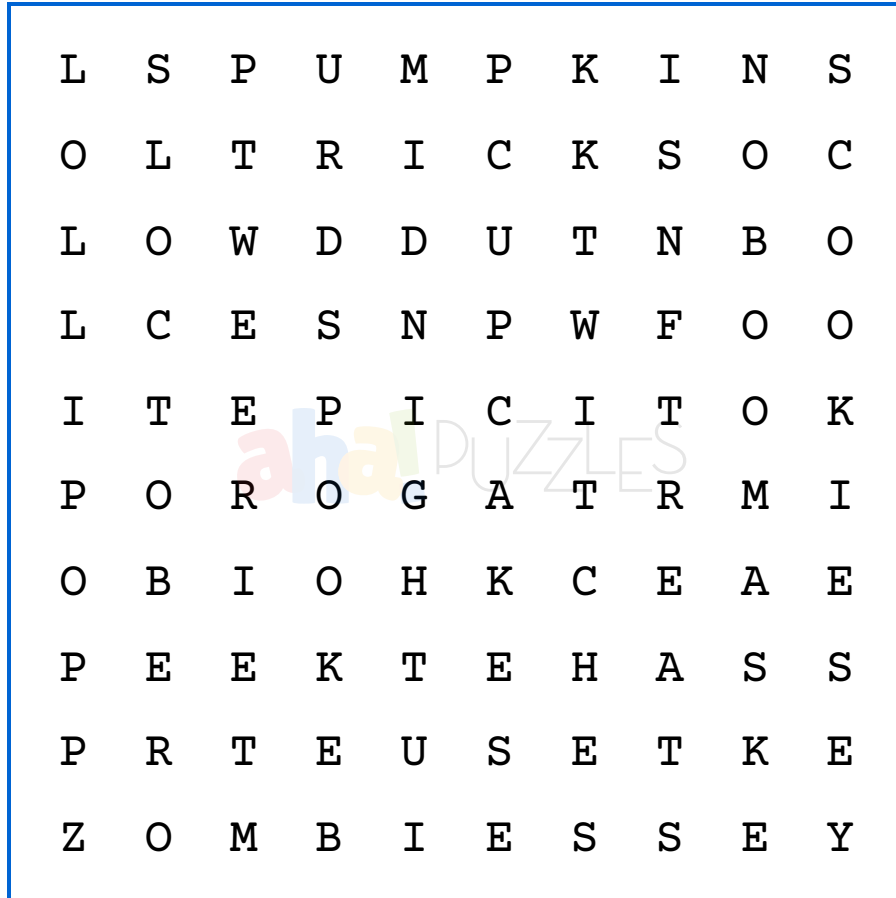 L S P U M P K I N S
O L T R I C K S O C
L O W D D U T N B O
L C E S N P W F O O
I T E P I C I T O K
aha! PUZZLES
P O R O G A T R M I
O B I O H K C E A E
P E E K T E H A S S
P R T E U S E T K E
Z O M B I E S S E Y